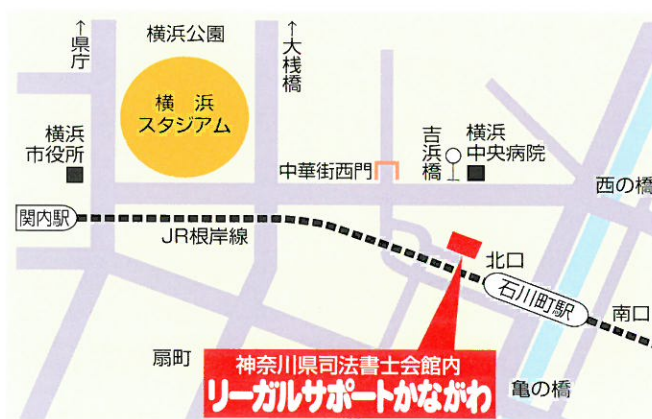 ↑県庁
横浜公園
↑大桟橋
横浜
スタジアム
横浜
市役所
中華街西門
吉浜橋
横浜
中央病院
西の橋
関内駅
JR根岸線
北口
石川町駅
南口
扇町
神奈川県司法書士会館内
リーガルサポートかながわ
亀の橋